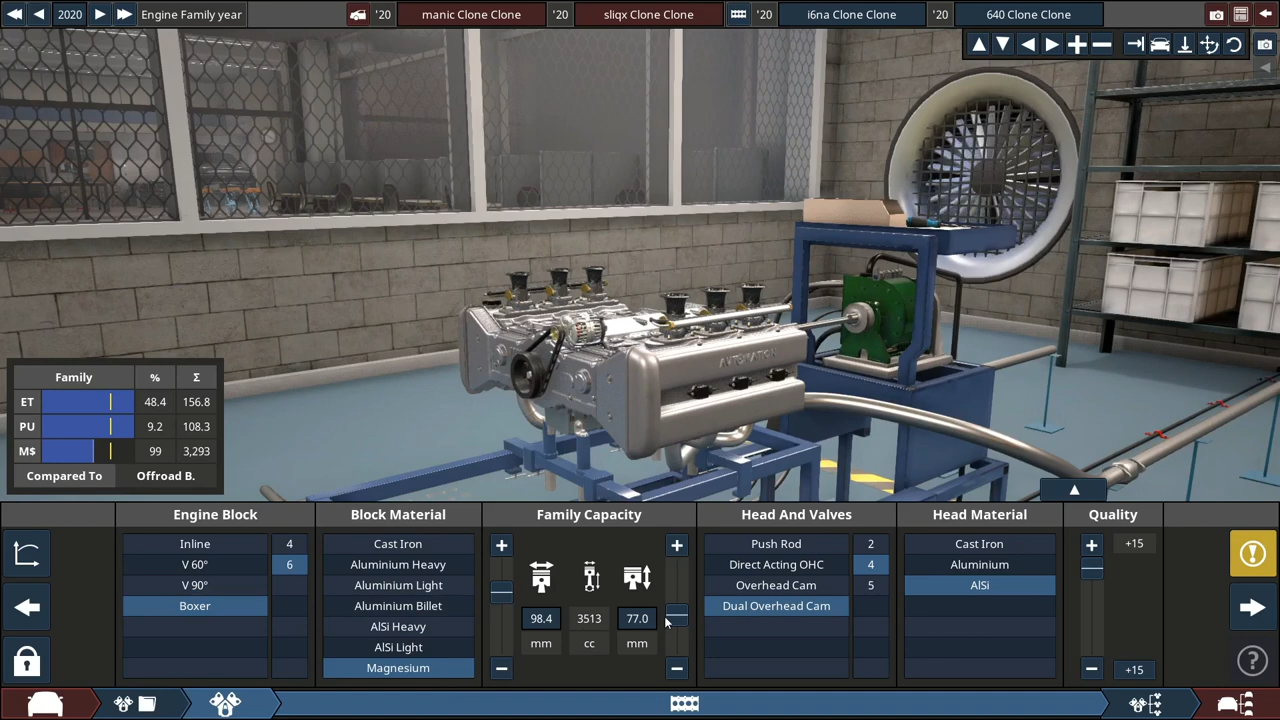 2020 Engine Family year '20 manic Clone Clone '20 sliqx Clone Clone '20 i6na Clone Clone '20 640 Clone Clone
AUTOMATION
Family % Σ
ET 48.4 156.8
PU 9.2 108.3
M$ 99 3,293
Compared To Offroad B.
Engine Block
Inline 4
V 60° 6
V 90°
Boxer
Block Material
Cast Iron
Aluminium Heavy
Aluminium Light
Aluminium Billet
AlSi Heavy
AlSi Light
Magnesium
Family Capacity
98.4 3513 77.0
mm cc mm
Head And Valves
Push Rod 2
Direct Acting OHC 4
Overhead Cam 5
Dual Overhead Cam
Head Material
Cast Iron
Aluminium
AlSi
Quality
+15
+15